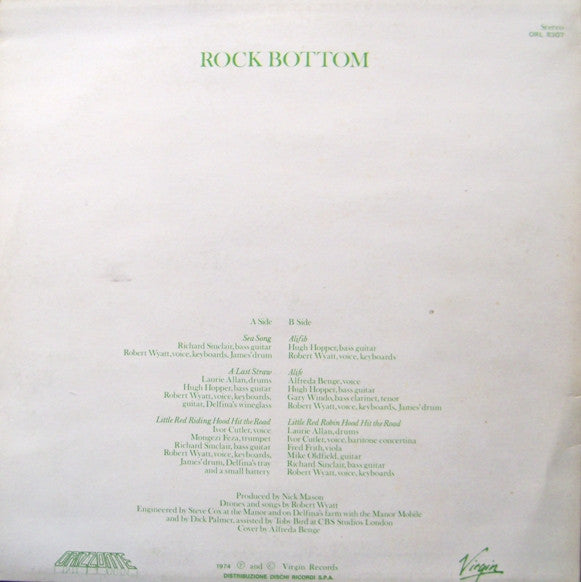 Stereo
ORL 8307
ROCK BOTTOM
A Side
Sea Song
Richard Sinclair, bass guitar
Robert Wyatt, voice, keyboards, James' drum
A Last Straw
Laurie Allan, drums
Hugh Hopper, bass guitar
Robert Wyatt, voice, keyboards,
guitar, Delfina's wineglass
Little Red Riding Hood Hit the Road
Ivor Cutler, voice
Mongezi Feza, trumpet
Richard Sinclair, bass guitar
Robert Wyatt, voice, keyboards,
James' drum, Delfina's tray
and a small battery
B Side
Alifib
Hugh Hopper, bass guitar
Robert Wyatt, voice, keyboards
Alife
Alfreda Benge, voice
Hugh Hopper, bass guitar
Gary Windo, bass clarinet, tenor
Robert Wyatt, voice, keyboards, James' drum
Little Red Robin Hood Hit the Road
Laurie Allan, drums
Ivor Cutler, voice, baritone concertina
Fred Frith, viola
Mike Oldfield, guitar
Richard Sinclair, bass guitar
Robert Wyatt, voice, keyboards
Produced by Nick Mason
Drones and songs by Robert Wyatt
Engineered by Steve Cox at the Manor and on Delfina's farm with the Manor Mobile
and by Dick Palmer, assisted by Toby Bird at CBS Studios London
Cover by Alfreda Benge
ORIZZONTE
1974 Ⓟ and © Virgin Records
DISTRIBUZIONE DISCHI RICORDI S.P.A.
Virgin